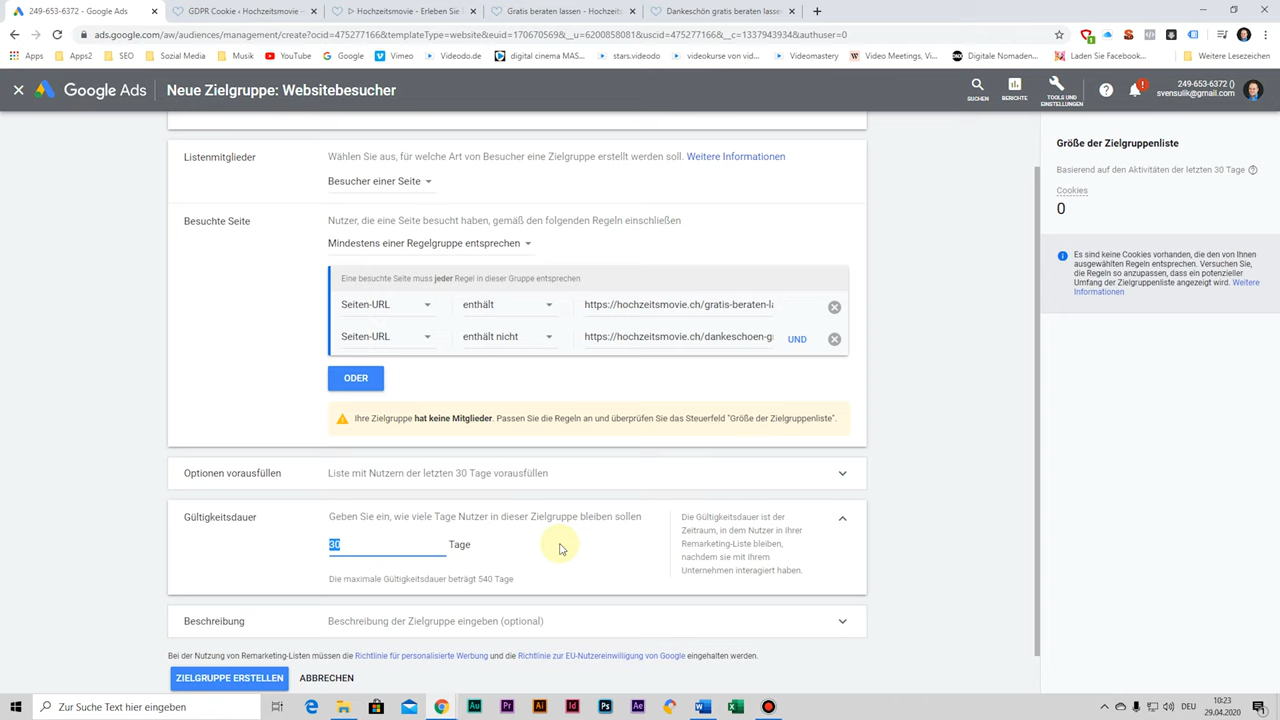 249-653-6372 - Google Ads
GDPR Cookie ‹ Hochzeitsmovie —
▷ Hochzeitsmovie - Erleben Sie I
Gratis beraten lassen - Hochzeits
Dankeschön gratis beraten lassen
ads.google.com/aw/audiences/management/create?ocid=475277166&templateType=website&euid=170670569&__u=6200858081&uscid=475277166&__c=1337943934&authuser=0
Apps
Apps2
SEO
Sozial Media
Musik
YouTube
Google
Vimeo
Videodo.de
digital cinema MAS...
stars.videodo
videokurse von vid...
Videomastery
Video Meetings, Vi...
Digitale Nomaden...
Laden Sie Facebook...
Weitere Lesezeichen
Google Ads
Neue Zielgruppe: Websitebesucher
SUCHEN
BERICHTE
TOOLS UND
EINSTELLUNGEN
249-653-6372 ()
svensulik@gmail.com
Listenmitglieder
Wählen Sie aus, für welche Art von Besucher eine Zielgruppe erstellt werden soll. Weitere Informationen
Besucher einer Seite
Besuchte Seite
Nutzer, die eine Seite besucht haben, gemäß den folgenden Regeln einschließen
Mindestens einer Regelgruppe entsprechen
Eine besuchte Seite muss jeder Regel in dieser Gruppe entsprechen
Seiten-URL enthält https://hochzeitsmovie.ch/gratis-beraten-la
Seiten-URL enthält nicht https://hochzeitsmovie.ch/dankeschoen-g UND
ODER
Ihre Zielgruppe hat keine Mitglieder. Passen Sie die Regeln an und überprüfen Sie das Steuerfeld "Größe der Zielgruppenliste".
Optionen vorausfüllen
Liste mit Nutzern der letzten 30 Tage vorausfüllen
Gültigkeitsdauer
Geben Sie ein, wie viele Tage Nutzer in dieser Zielgruppe bleiben sollen
30 Tage
Die maximale Gültigkeitsdauer beträgt 540 Tage
Die Gültigkeitsdauer ist der
Zeitraum, in dem Nutzer in Ihrer
Remarketing-Liste bleiben,
nachdem sie mit Ihrem
Unternehmen interagiert haben.
Beschreibung
Beschreibung der Zielgruppe eingeben (optional)
Bei der Nutzung von Remarketing-Listen müssen die Richtlinie für personalisierte Werbung und die Richtlinie zur EU-Nutzereinwilligung von Google eingehalten werden.
ZIELGRUPPE ERSTELLEN
ABBRECHEN
Größe der Zielgruppenliste
Basierend auf den Aktivitäten der letzten 30 Tage
Cookies
0
Es sind keine Cookies vorhanden, die den von Ihnen
ausgewählten Regeln entsprechen. Versuchen Sie,
die Regeln so anzupassen, dass ein potenzieller
Umfang der Zielgruppenliste angezeigt wird. Weitere
Informationen
Zur Suche Text hier eingeben
DEU
10:23
29.04.2020